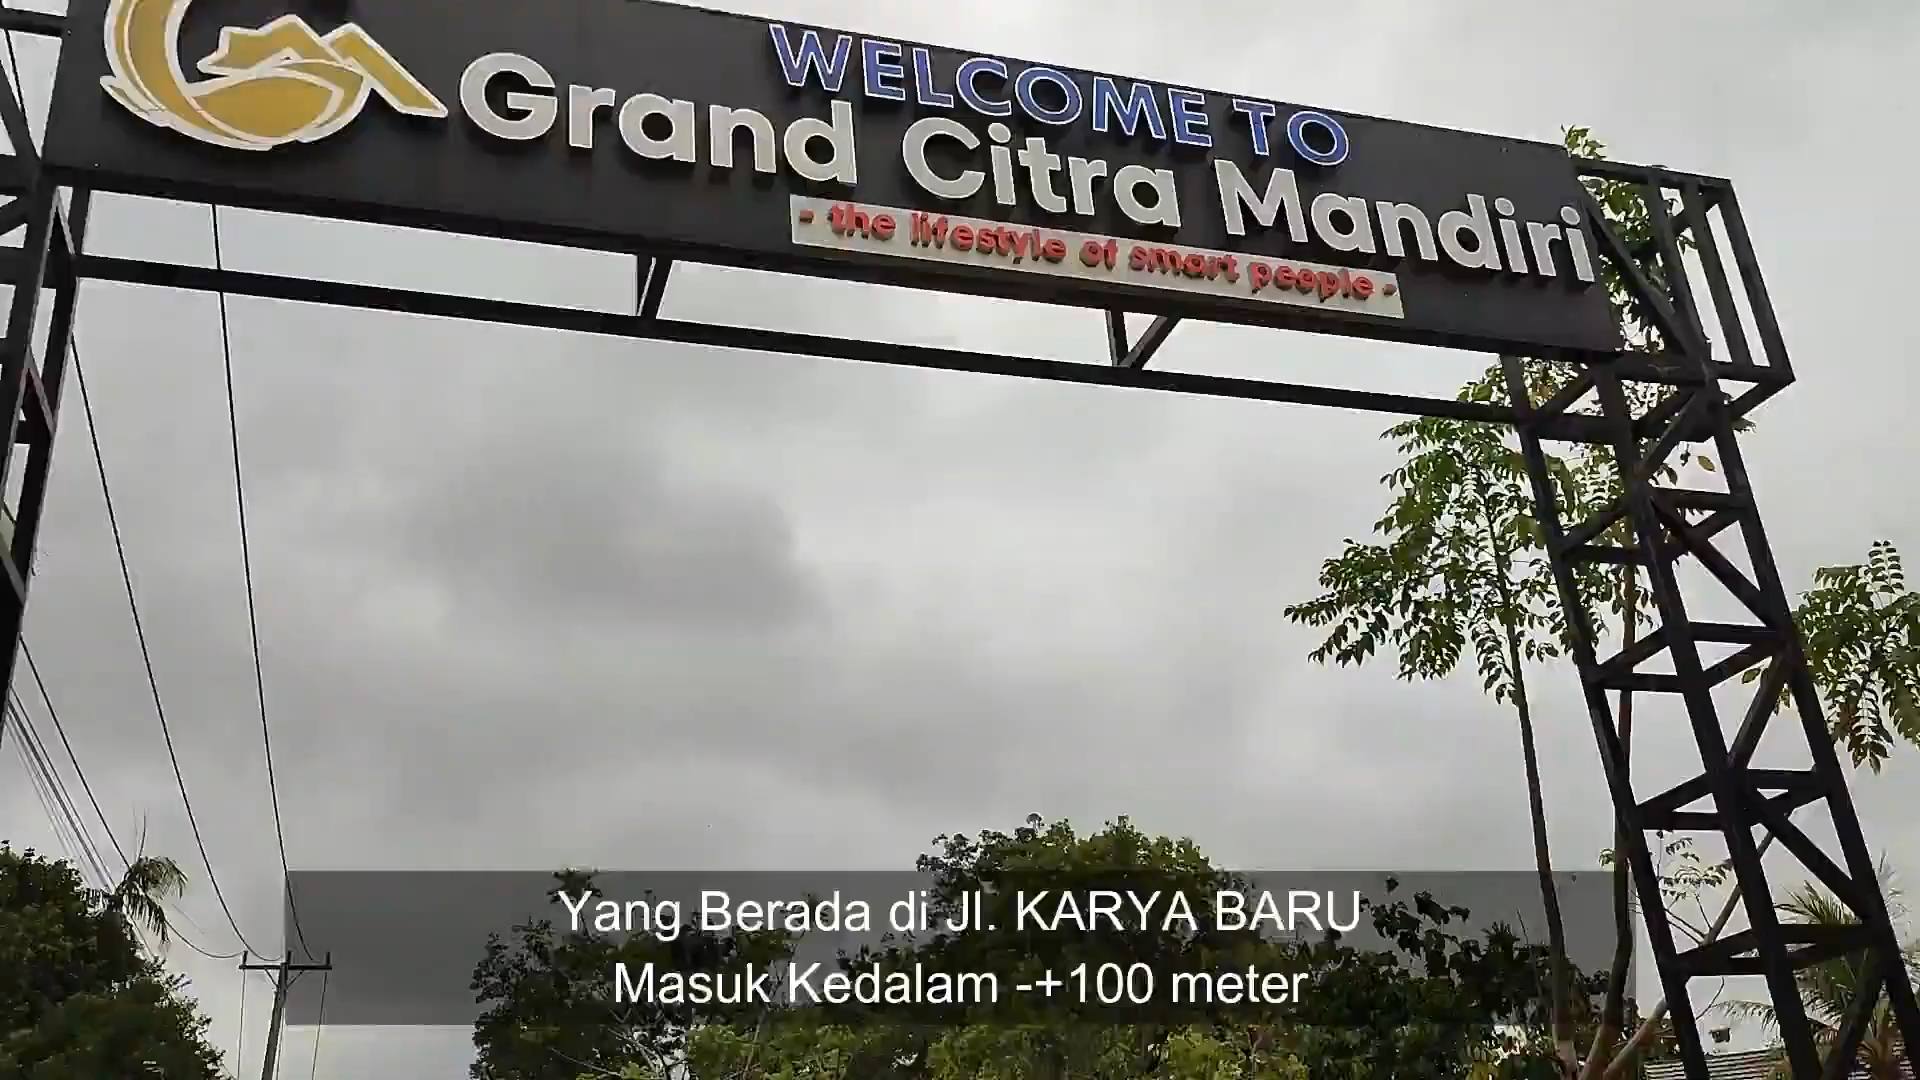 WELCOME TO
Grand Citra Mandiri
- the lifestyle of smart people -
Yang Berada di Jl. KARYA BARU
Masuk Kedalam -+100 meter